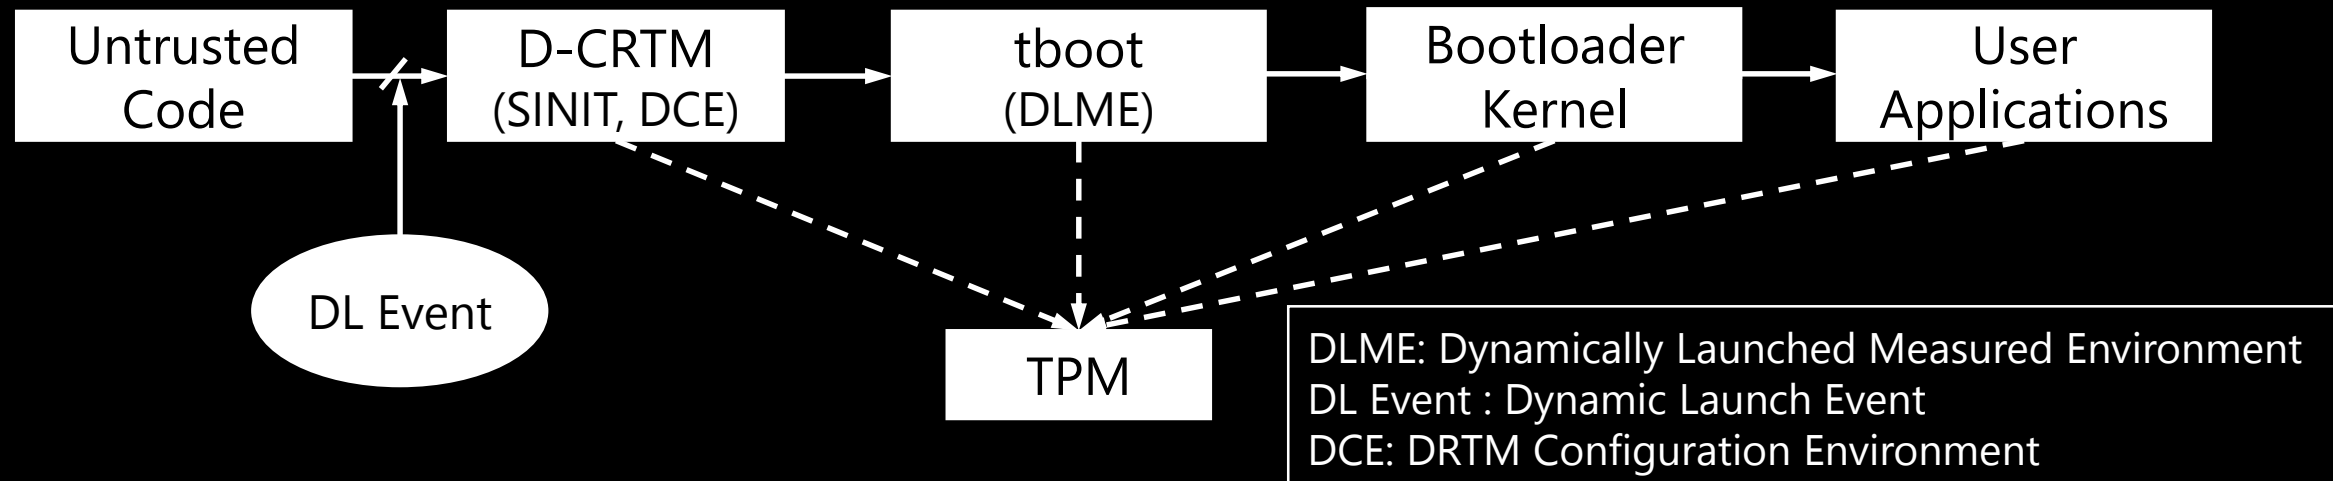 Untrusted
Code
D-CRTM
(SINIT, DCE)
tboot
(DLME)
Bootloader
Kernel
User
Applications
DL Event
TPM
DLME: Dynamically Launched Measured Environment
DL Event : Dynamic Launch Event
DCE: DRTM Configuration Environment